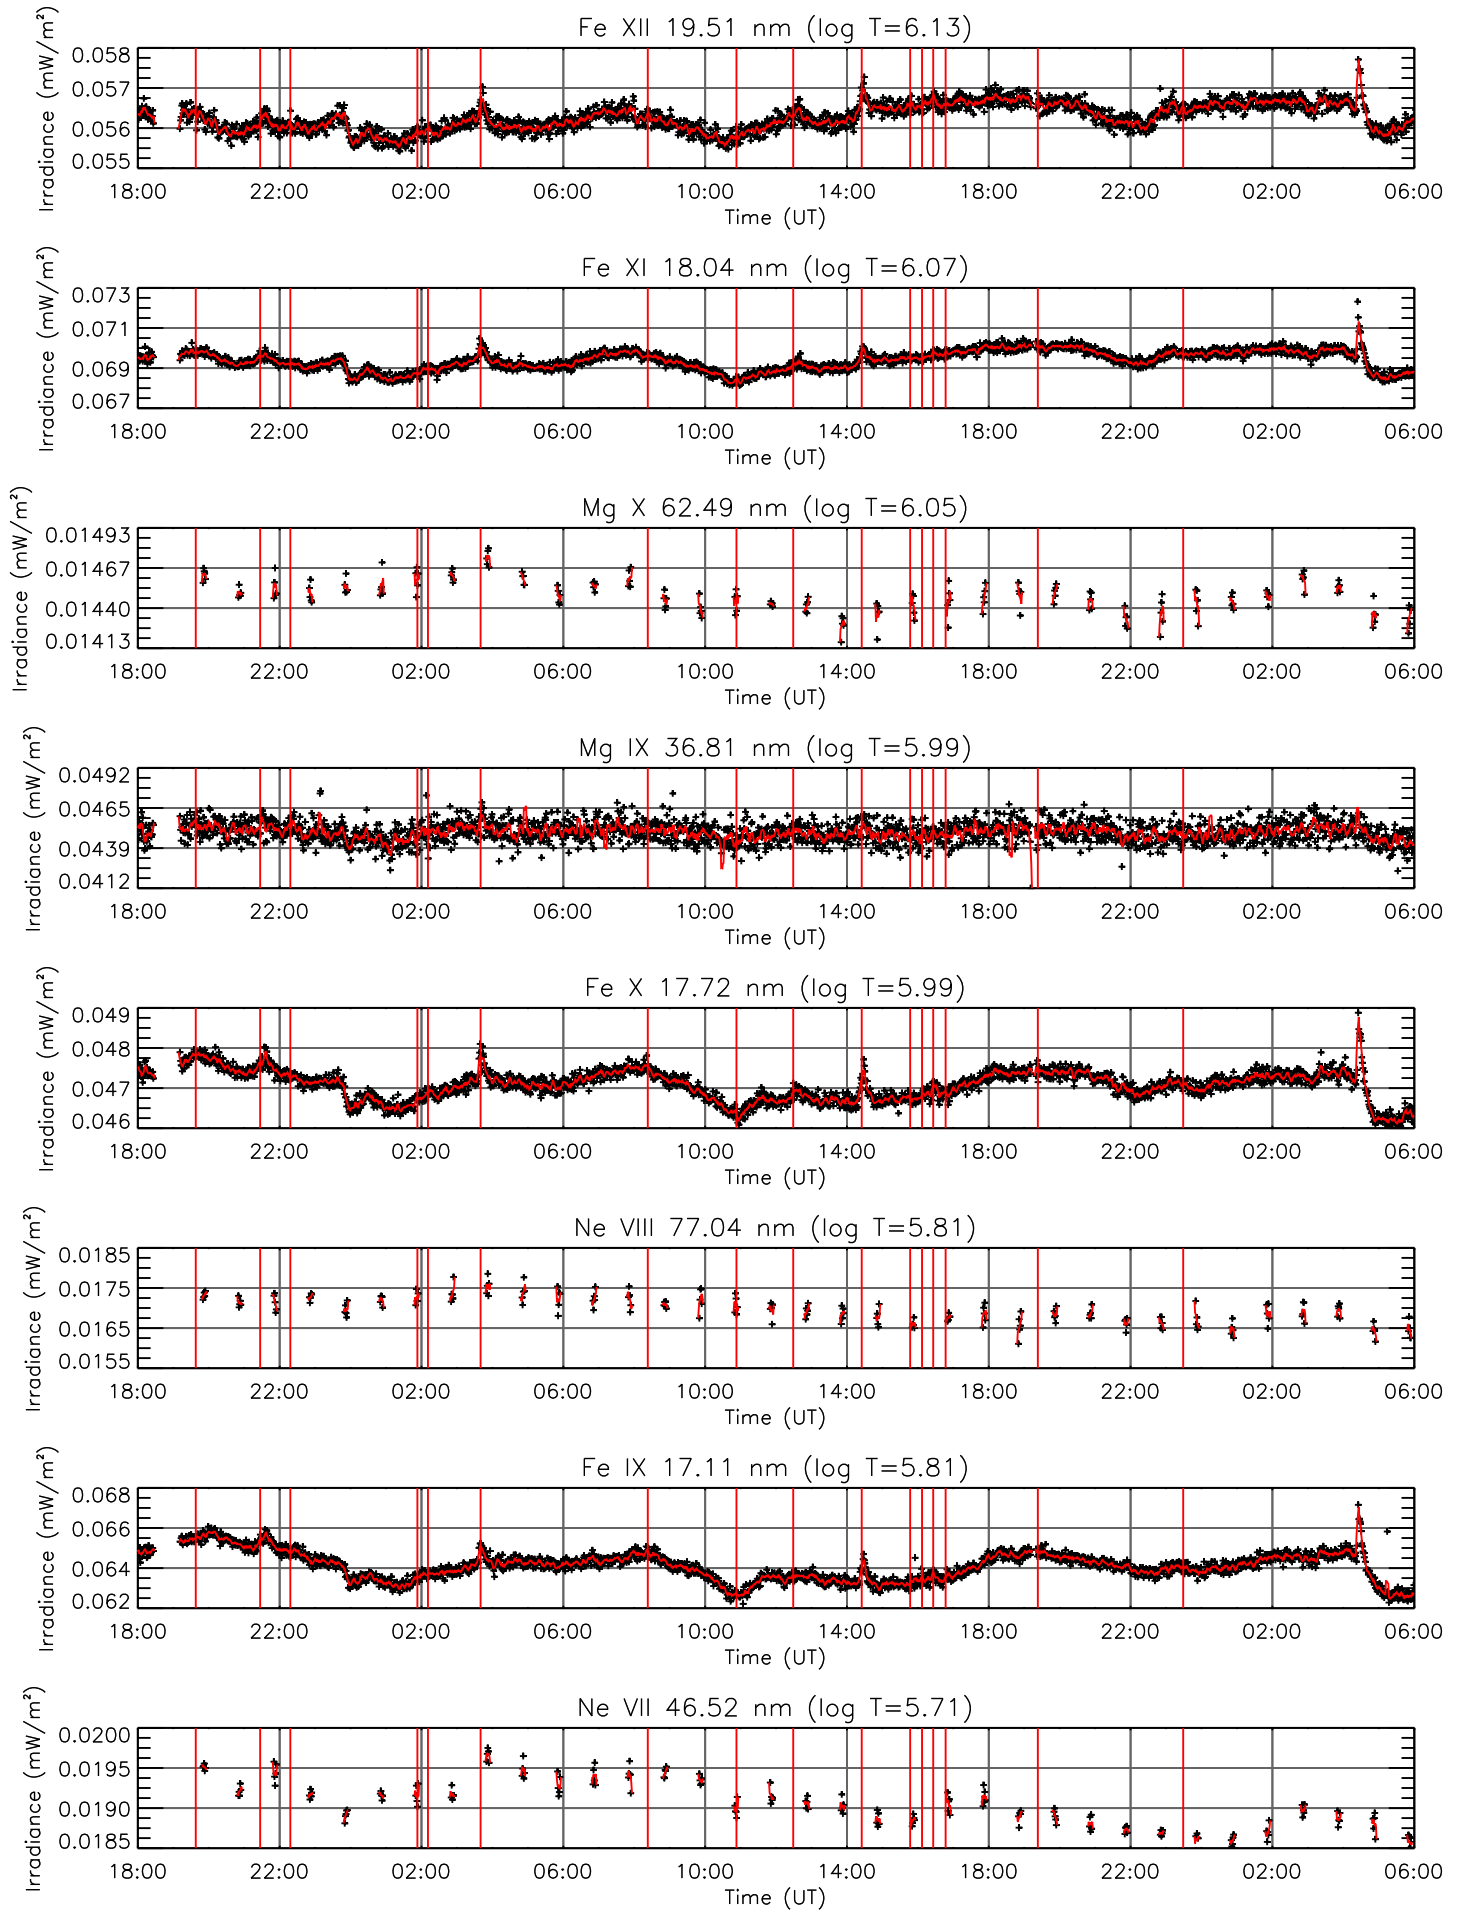 Fe XII 19.51 nm (log T=6.13)
Irradiance (mW/m²)
0.058
0.057
0.056
0.055
18:00 22:00 02:00 06:00 10:00 14:00 18:00 22:00 02:00 06:00
Time (UT)
Fe XI 18.04 nm (log T=6.07)
Irradiance (mW/m²)
0.073
0.071
0.069
0.067
18:00 22:00 02:00 06:00 10:00 14:00 18:00 22:00 02:00 06:00
Time (UT)
Mg X 62.49 nm (log T=6.05)
Irradiance (mW/m²)
0.01493
0.01467
0.01440
0.01413
18:00 22:00 02:00 06:00 10:00 14:00 18:00 22:00 02:00 06:00
Time (UT)
Mg IX 36.81 nm (log T=5.99)
Irradiance (mW/m²)
0.0492
0.0465
0.0439
0.0412
18:00 22:00 02:00 06:00 10:00 14:00 18:00 22:00 02:00 06:00
Time (UT)
Fe X 17.72 nm (log T=5.99)
Irradiance (mW/m²)
0.049
0.048
0.047
0.046
18:00 22:00 02:00 06:00 10:00 14:00 18:00 22:00 02:00 06:00
Time (UT)
Ne VIII 77.04 nm (log T=5.81)
Irradiance (mW/m²)
0.0185
0.0175
0.0165
0.0155
18:00 22:00 02:00 06:00 10:00 14:00 18:00 22:00 02:00 06:00
Time (UT)
Fe IX 17.11 nm (log T=5.81)
Irradiance (mW/m²)
0.068
0.066
0.064
0.062
18:00 22:00 02:00 06:00 10:00 14:00 18:00 22:00 02:00 06:00
Time (UT)
Ne VII 46.52 nm (log T=5.71)
Irradiance (mW/m²)
0.0200
0.0195
0.0190
0.0185
18:00 22:00 02:00 06:00 10:00 14:00 18:00 22:00 02:00 06:00
Time (UT)